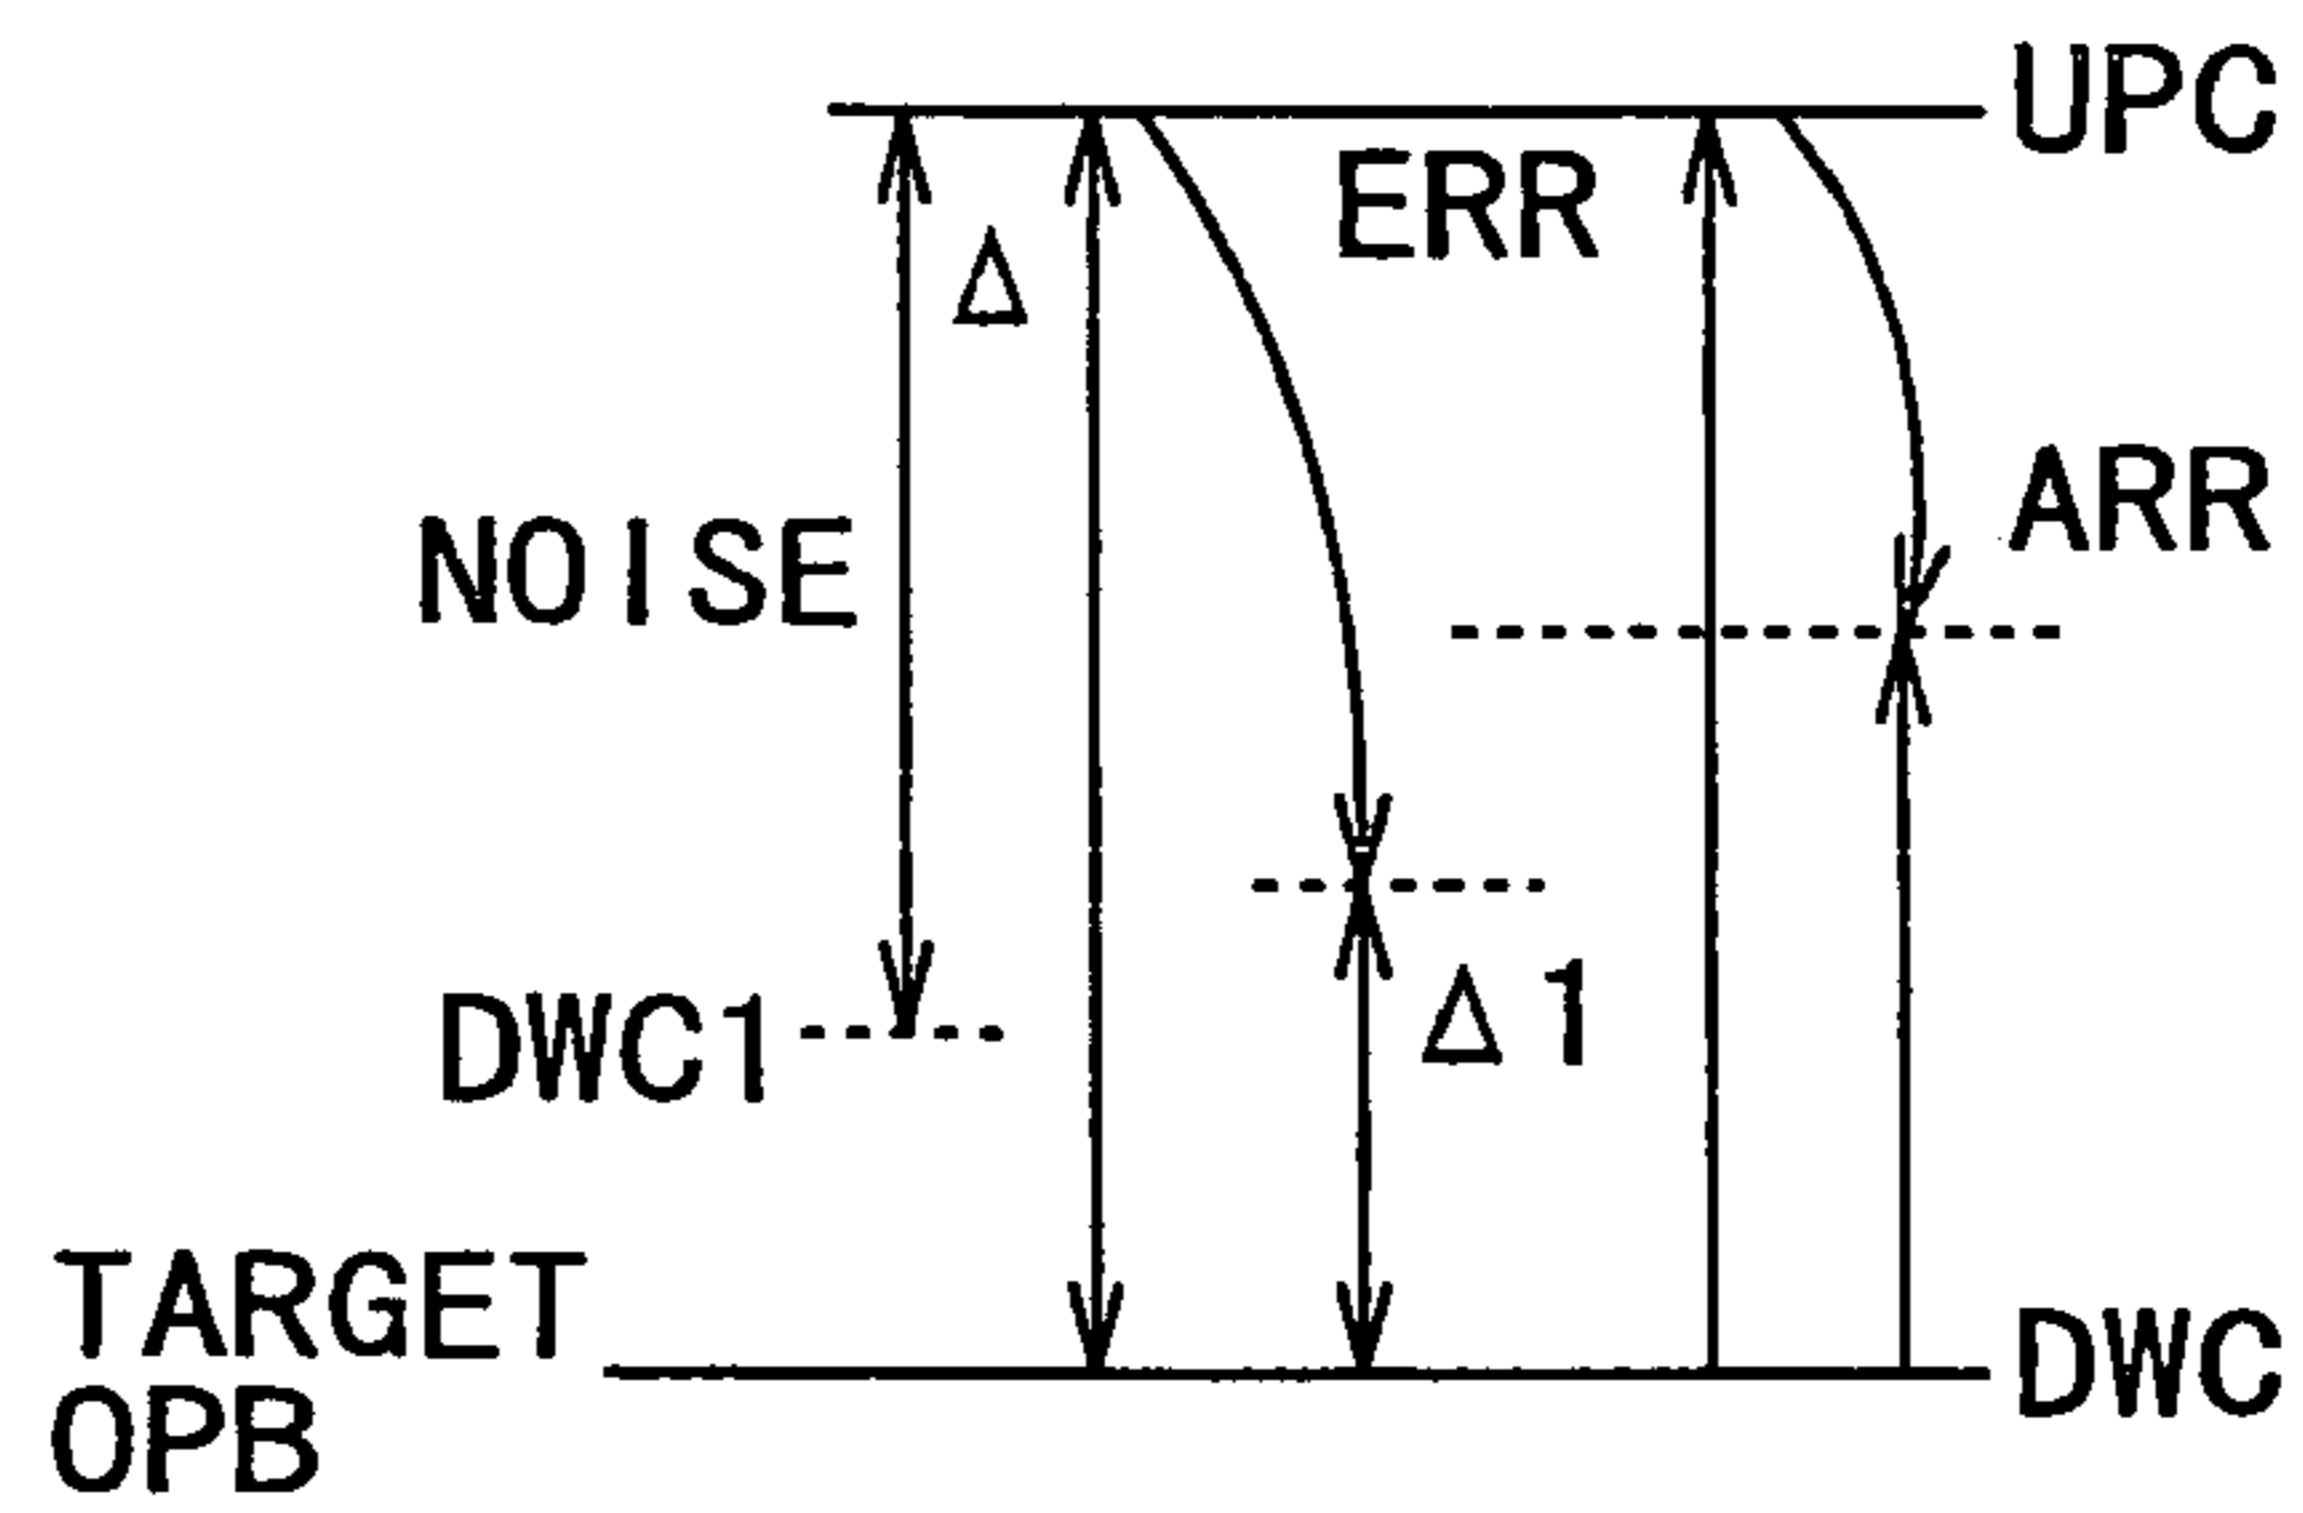 UPC
ERR
Δ
ARR
NOISE
Δ1
DWC1
TARGET
OPB
DWC